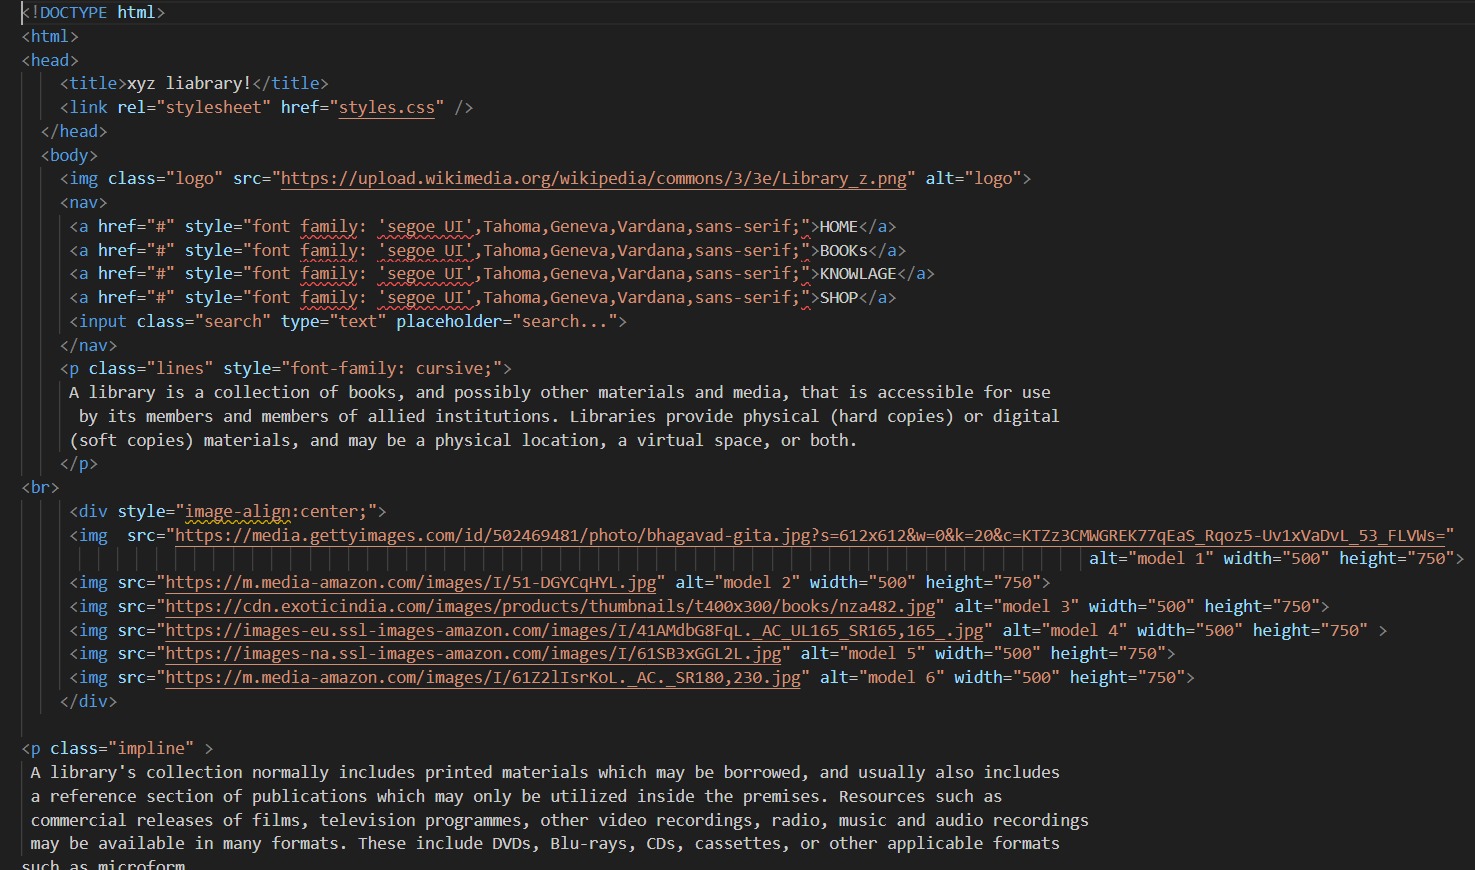 <!DOCTYPE html>
<html>
<head>
<title>xyz liabrary!</title>
<link rel="stylesheet" href="styles.css" />
</head>
<body>
<img class="logo" src="https://upload.wikimedia.org/wikipedia/commons/3/3e/Library_z.png" alt="logo">
<nav>
<a href="#" style="font family: 'segoe UI',Tahoma,Geneva,Vardana,sans-serif;">HOME</a>
<a href="#" style="font family: 'segoe UI',Tahoma,Geneva,Vardana,sans-serif;">BOOKs</a>
<a href="#" style="font family: 'segoe UI',Tahoma,Geneva,Vardana,sans-serif;">KNOWLAGE</a>
<a href="#" style="font family: 'segoe UI',Tahoma,Geneva,Vardana,sans-serif;">SHOP</a>
<input class="search" type="text" placeholder="search...">
</nav>
<p class="lines" style="font-family: cursive;">
A library is a collection of books, and possibly other materials and media, that is accessible for use
by its members and members of allied institutions. Libraries provide physical (hard copies) or digital
(soft copies) materials, and may be a physical location, a virtual space, or both.
</p>
<br>
<div style="image-align:center;">
<img  src="https://media.gettyimages.com/id/502469481/photo/bhagavad-gita.jpg?s=612x612&w=0&k=20&c=KTZz3CMWGREK77qEaS_Rqoz5-Uv1xVaDvL_53_FLVWs="
alt="model 1" width="500" height="750">
<img src="https://m.media-amazon.com/images/I/51-DGYCqHYL.jpg" alt="model 2" width="500" height="750">
<img src="https://cdn.exoticindia.com/images/products/thumbnails/t400x300/books/nza482.jpg" alt="model 3" width="500" height="750">
<img src="https://images-eu.ssl-images-amazon.com/images/I/41AMdbG8FqL._AC_UL165_SR165,165_.jpg" alt="model 4" width="500" height="750" >
<img src="https://images-na.ssl-images-amazon.com/images/I/61SB3xGGL2L.jpg" alt="model 5" width="500" height="750">
<img src="https://m.media-amazon.com/images/I/61Z2lIsrKoL._AC._SR180,230.jpg" alt="model 6" width="500" height="750">
</div>
<p class="impline" >
A library's collection normally includes printed materials which may be borrowed, and usually also includes
a reference section of publications which may only be utilized inside the premises. Resources such as
commercial releases of films, television programmes, other video recordings, radio, music and audio recordings
may be available in many formats. These include DVDs, Blu-rays, CDs, cassettes, or other applicable formats
such as microform